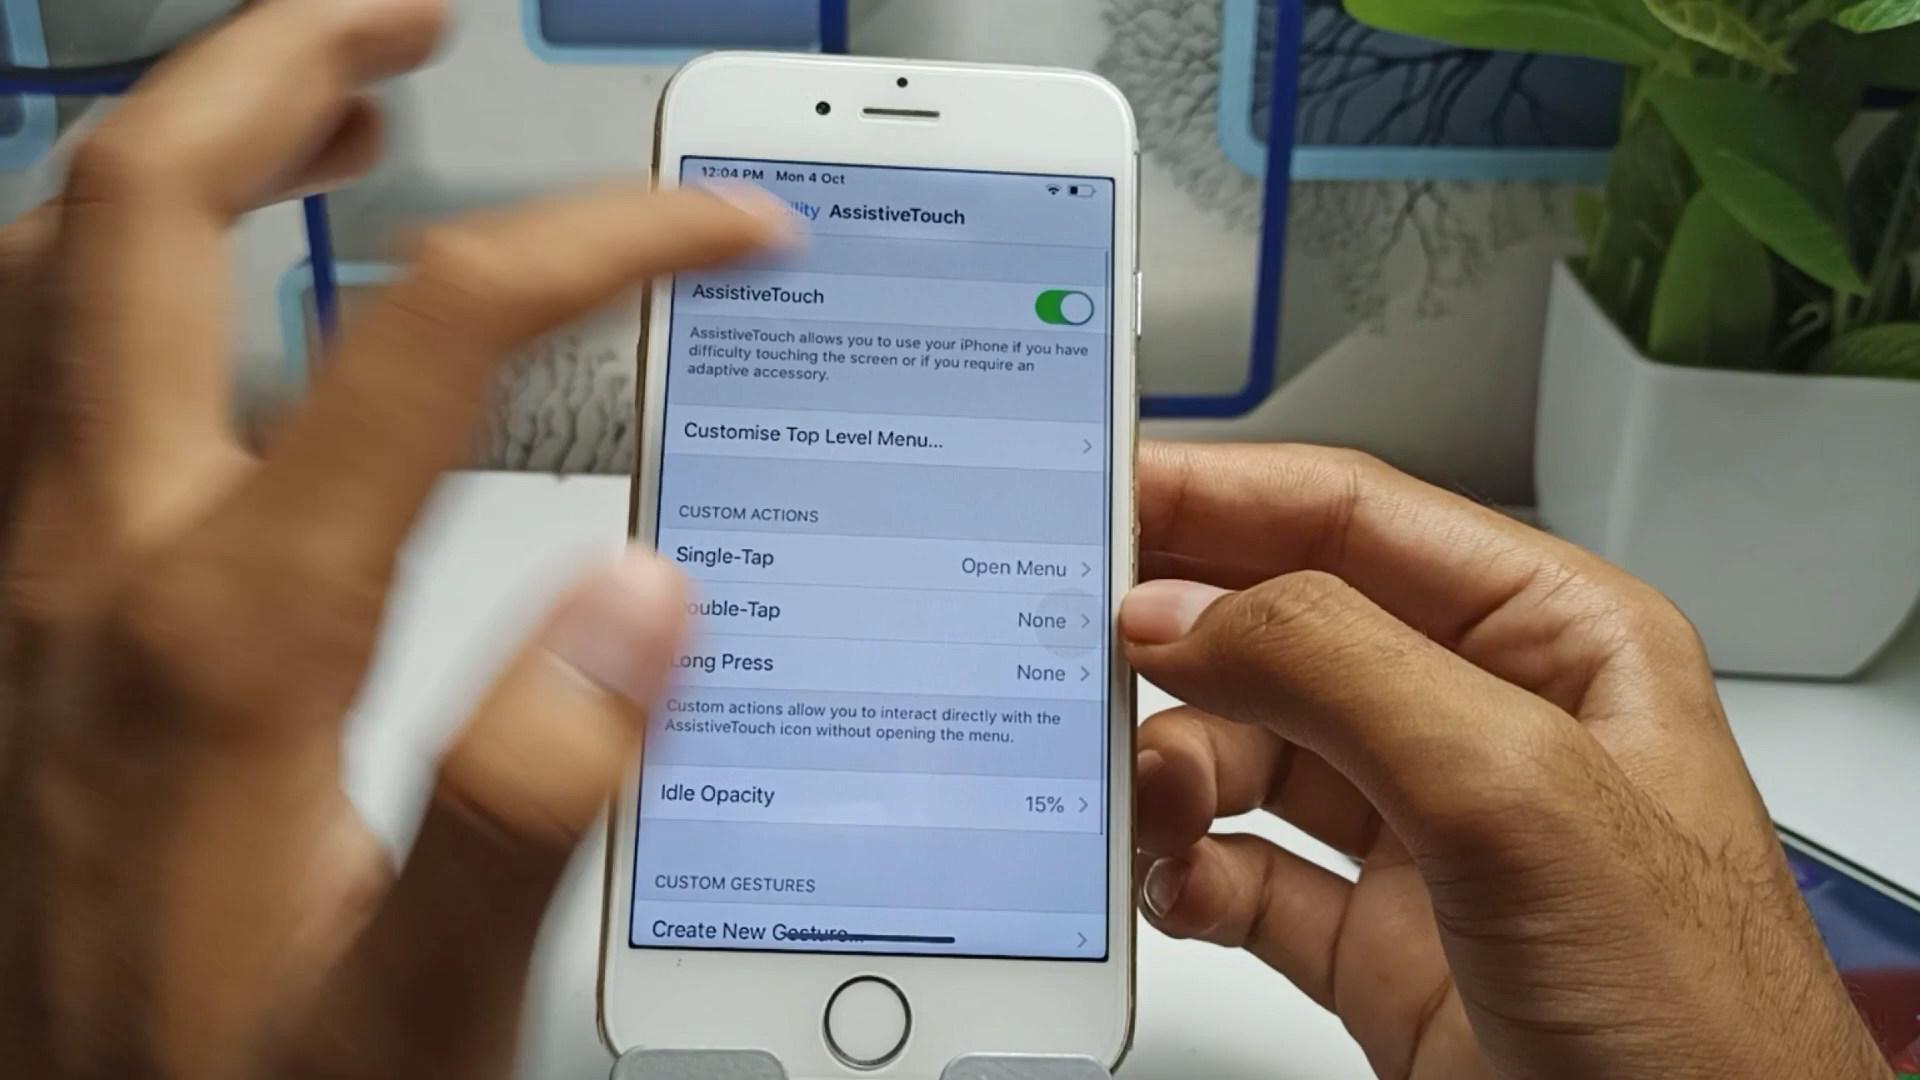 12:04 PM Mon 4 Oct
AssistiveTouch
AssistiveTouch
AssistiveTouch allows you to use your iPhone if you have
difficulty touching the screen or if you require an
adaptive accessory.
Customise Top Level Menu...
CUSTOM ACTIONS
Single-Tap Open Menu
ouble-Tap None
Long Press None
Custom actions allow you to interact directly with the
AssistiveTouch icon without opening the menu.
Idle Opacity 15%
CUSTOM GESTURES
Create New Gesture...